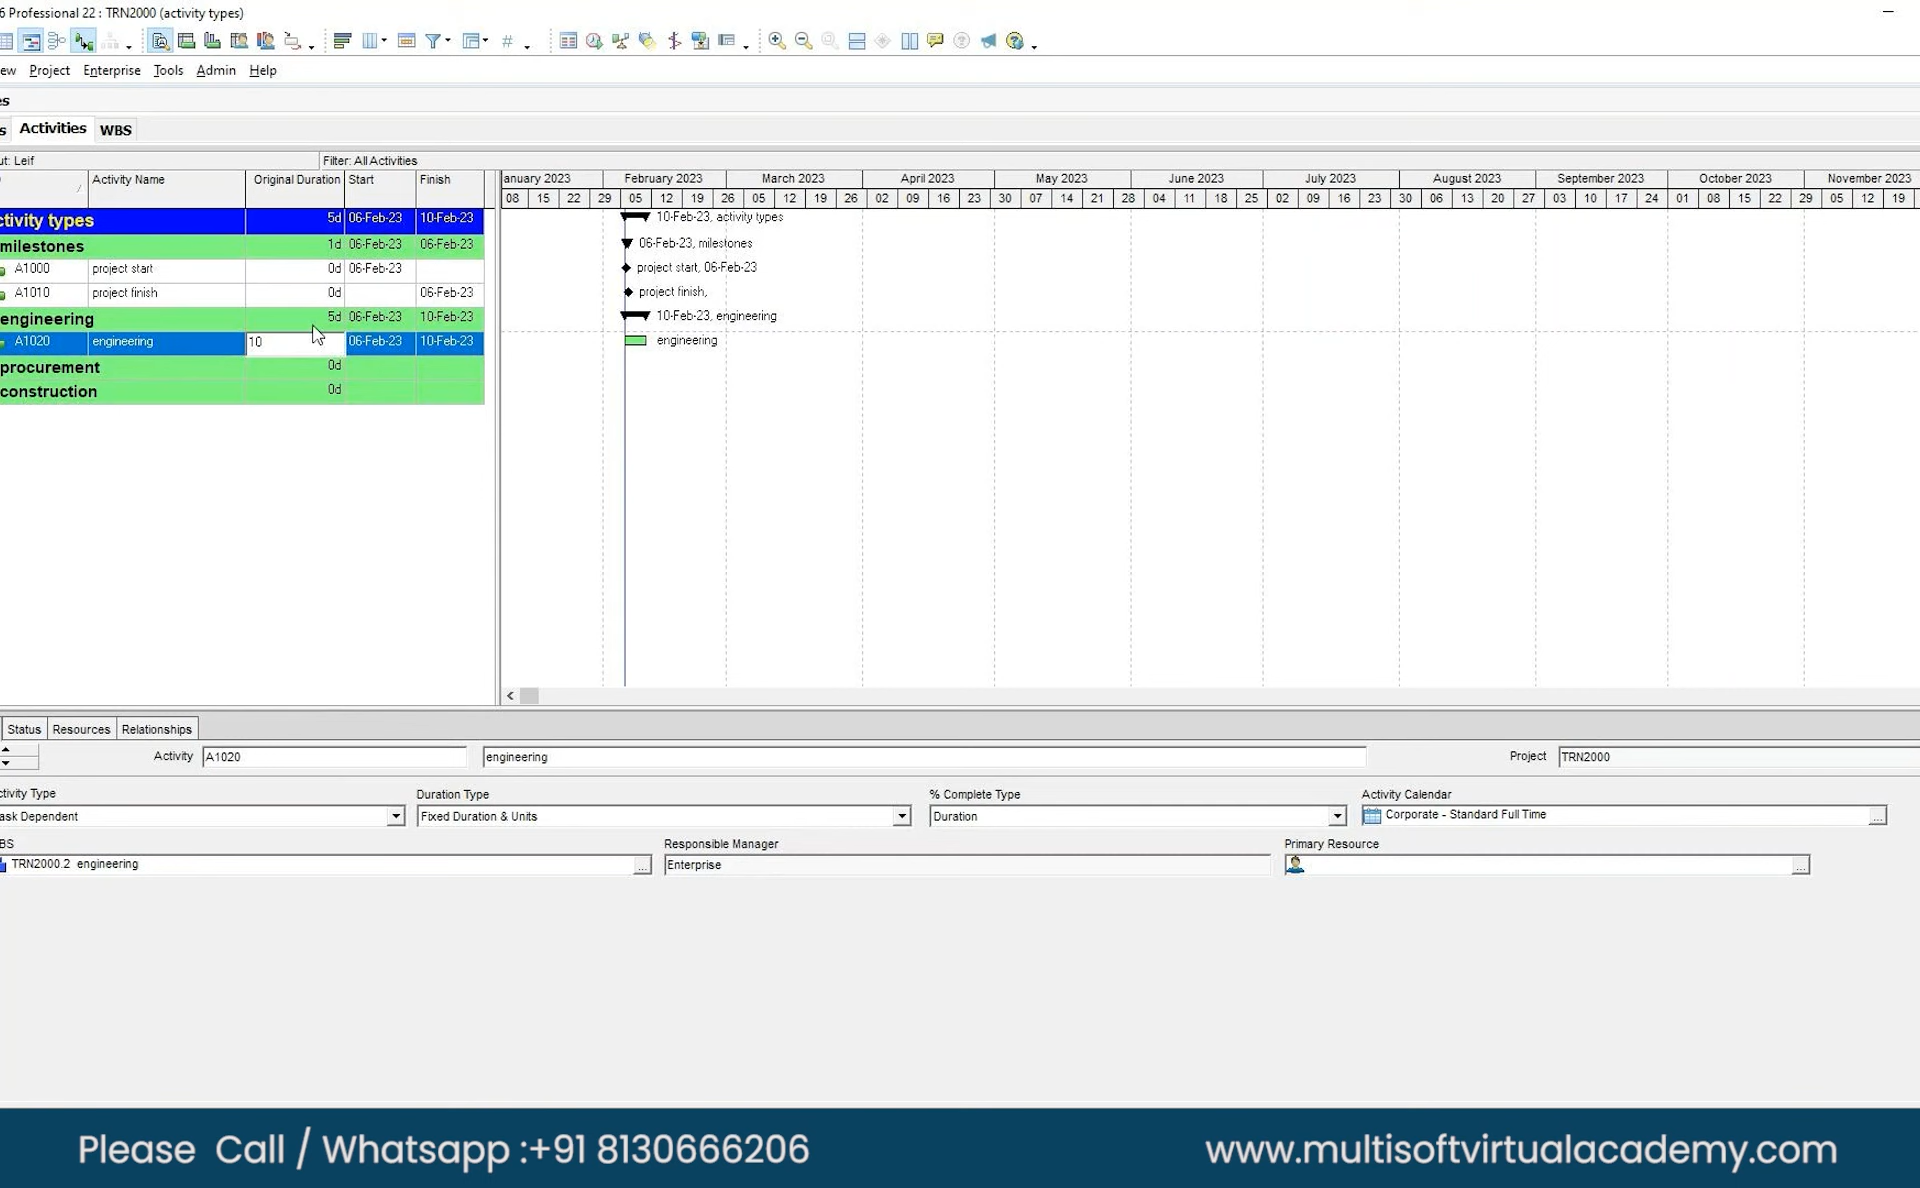 6 Professional 22 : TRN2000 (activity types)
ew Project Enterprise Tools Admin Help
es
s Activities WBS
ut: Leif Filter: All Activities
Activity Name Original Duration Start Finish
anuary 2023 February 2023 March 2023 April 2023 May 2023 June 2023 July 2023 August 2023 September 2023 October 2023 November 2023
08 15 22 29 05 12 19 26 05 12 19 26 02 09 16 23 30 07 14 21 28 04 11 18 25 02 09 16 23 30 06 13 20 27 03 10 17 24 01 08 15 22 29 05 12 19
ctivity types 5d 06-Feb-23 10-Feb-23 10-Feb-23, activity types
milestones 1d 06-Feb-23 06-Feb-23 06-Feb-23, milestones
A1000 project start 0d 06-Feb-23 project start, 06-Feb-23
A1010 project finish 0d 06-Feb-23 project finish,
engineering 5d 06-Feb-23 10-Feb-23 10-Feb-23, engineering
A1020 engineering 10 06-Feb-23 10-Feb-23 engineering
procurement 0d
construction 0d
Status Resources Relationships
Activity A1020 engineering Project TRN2000
ctivity Type Duration Type % Complete Type Activity Calendar
ask Dependent Fixed Duration & Units Duration Corporate - Standard Full Time
BS Responsible Manager Primary Resource
TRN2000.2 engineering Enterprise
Please Call / Whatsapp :+91 8130666206 www.multisoftvirtualacademy.com